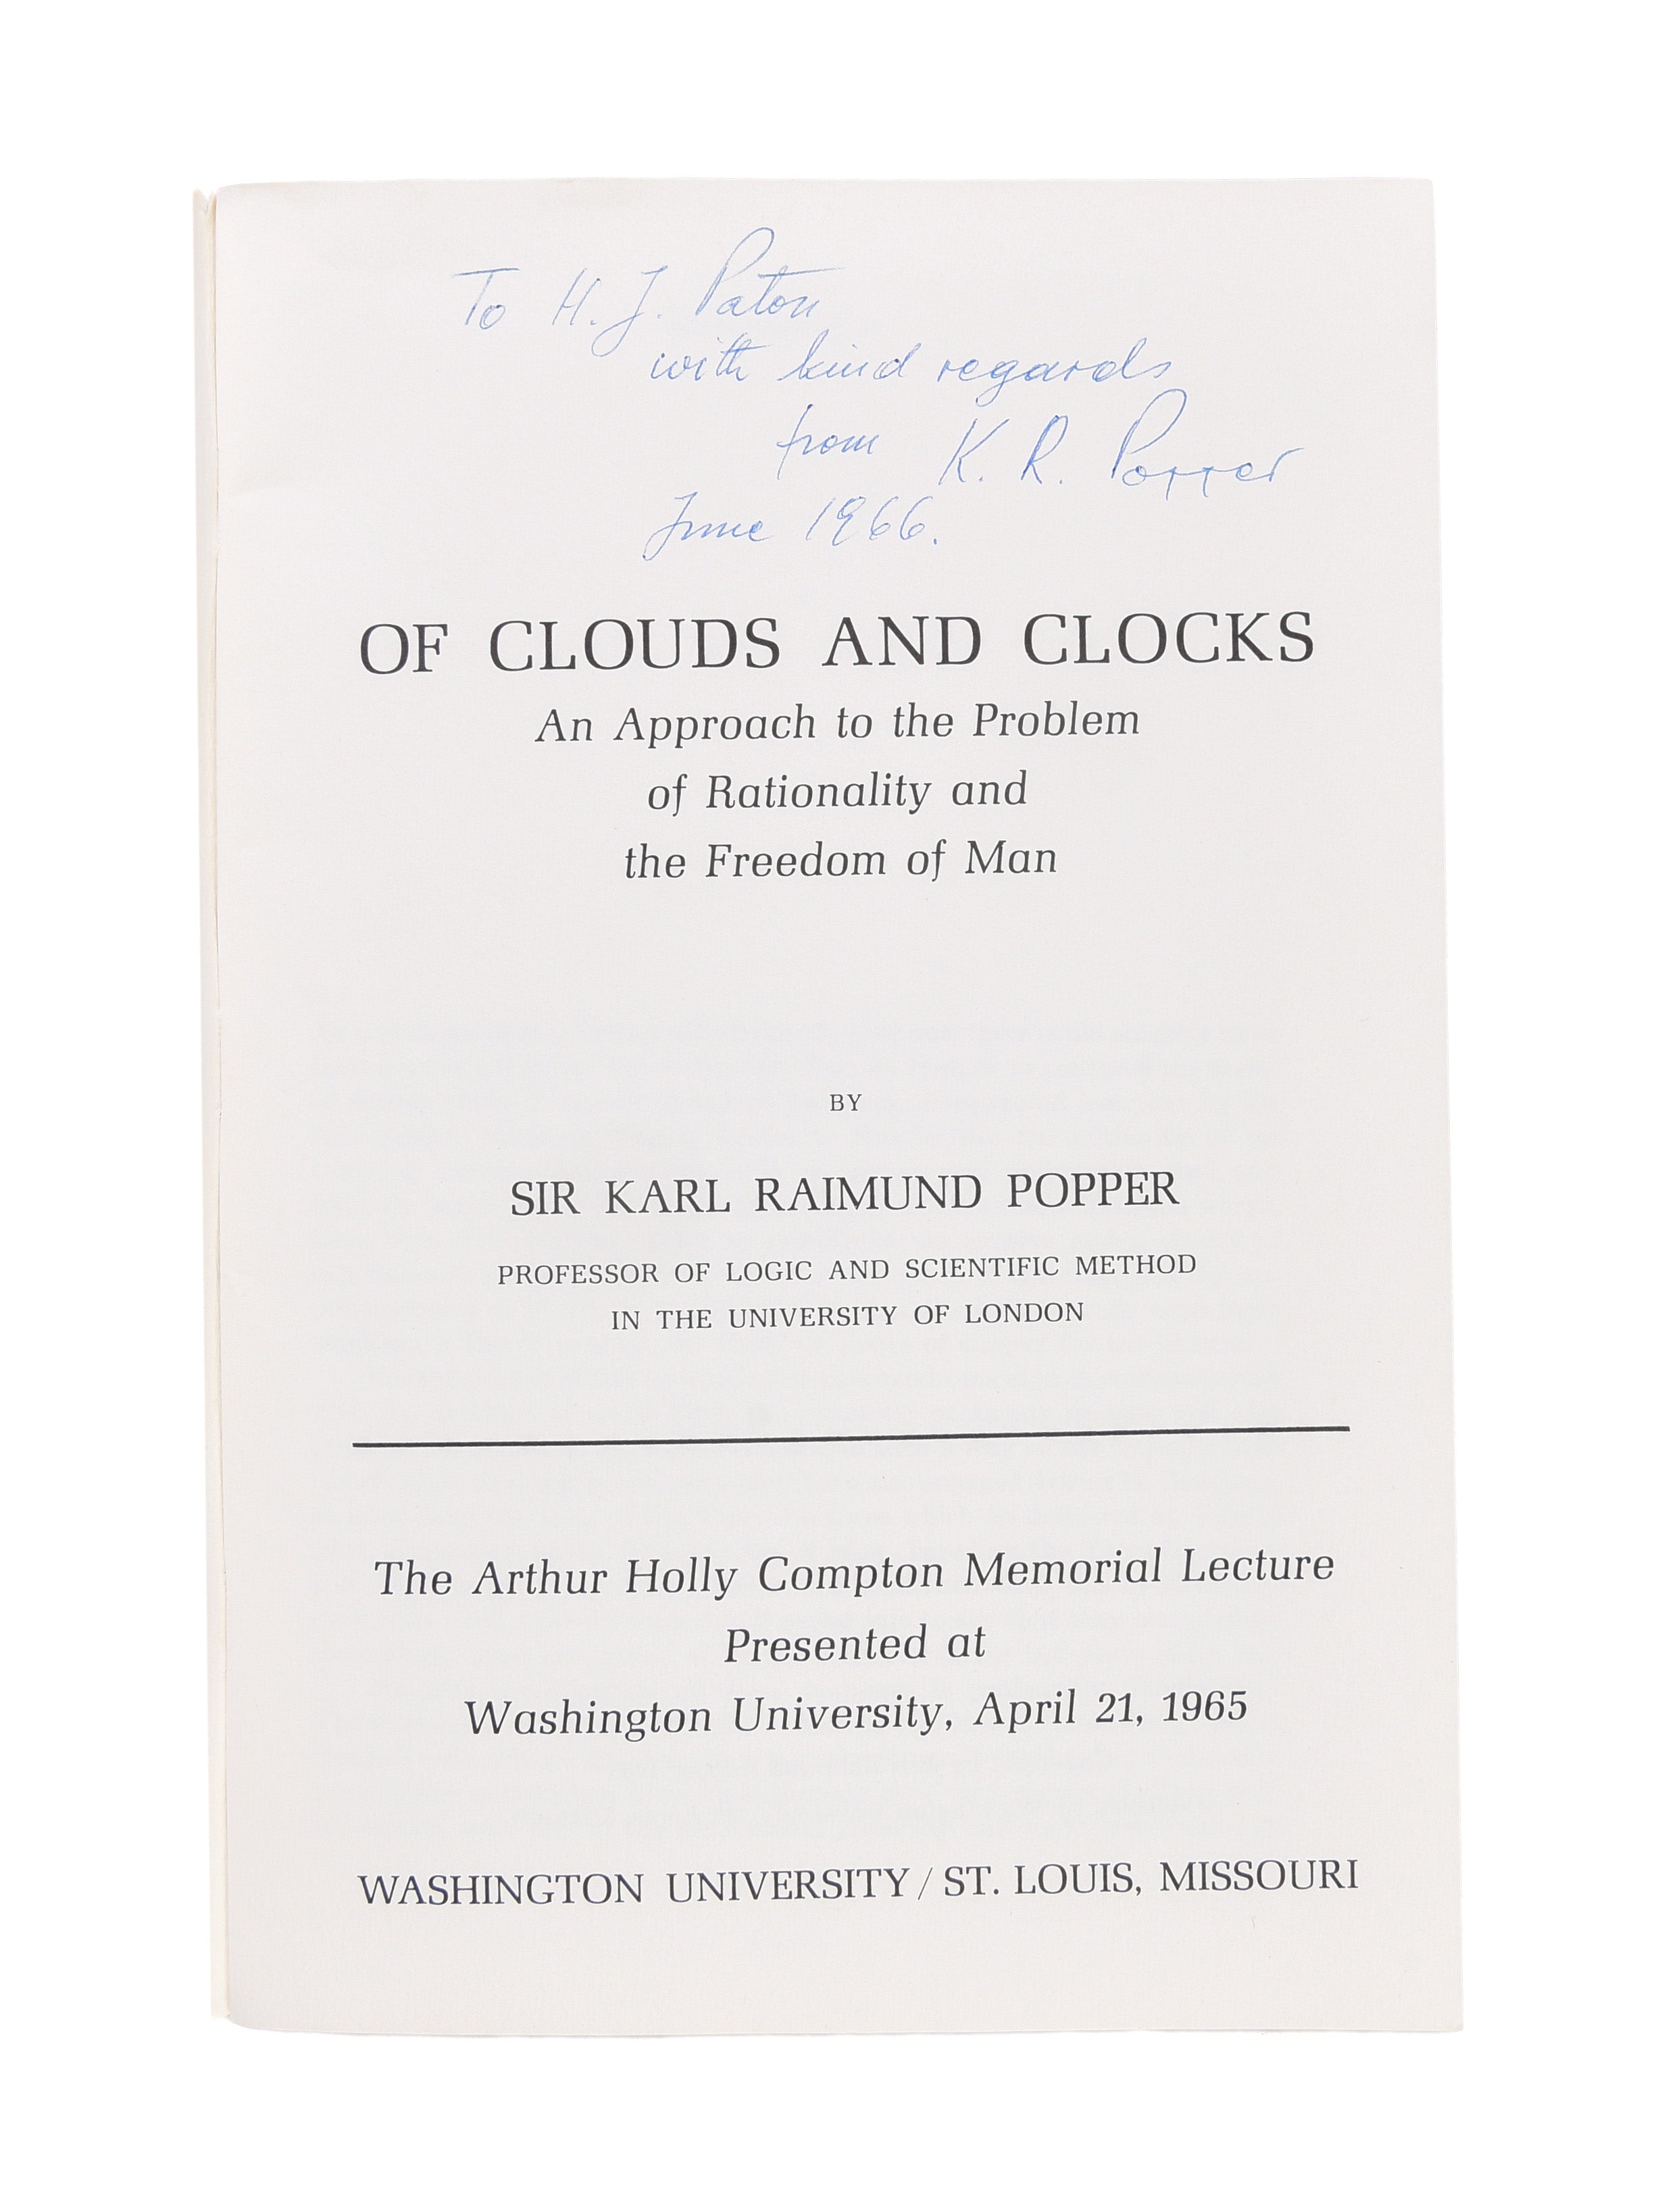 To H. J. Paton
with kind regards
from K. R. Popper
June 1966.
OF CLOUDS AND CLOCKS
An Approach to the Problem
of Rationality and
the Freedom of Man
BY
SIR KARL RAIMUND POPPER
PROFESSOR OF LOGIC AND SCIENTIFIC METHOD
IN THE UNIVERSITY OF LONDON
The Arthur Holly Compton Memorial Lecture
Presented at
Washington University, April 21, 1965
WASHINGTON UNIVERSITY / ST. LOUIS, MISSOURI